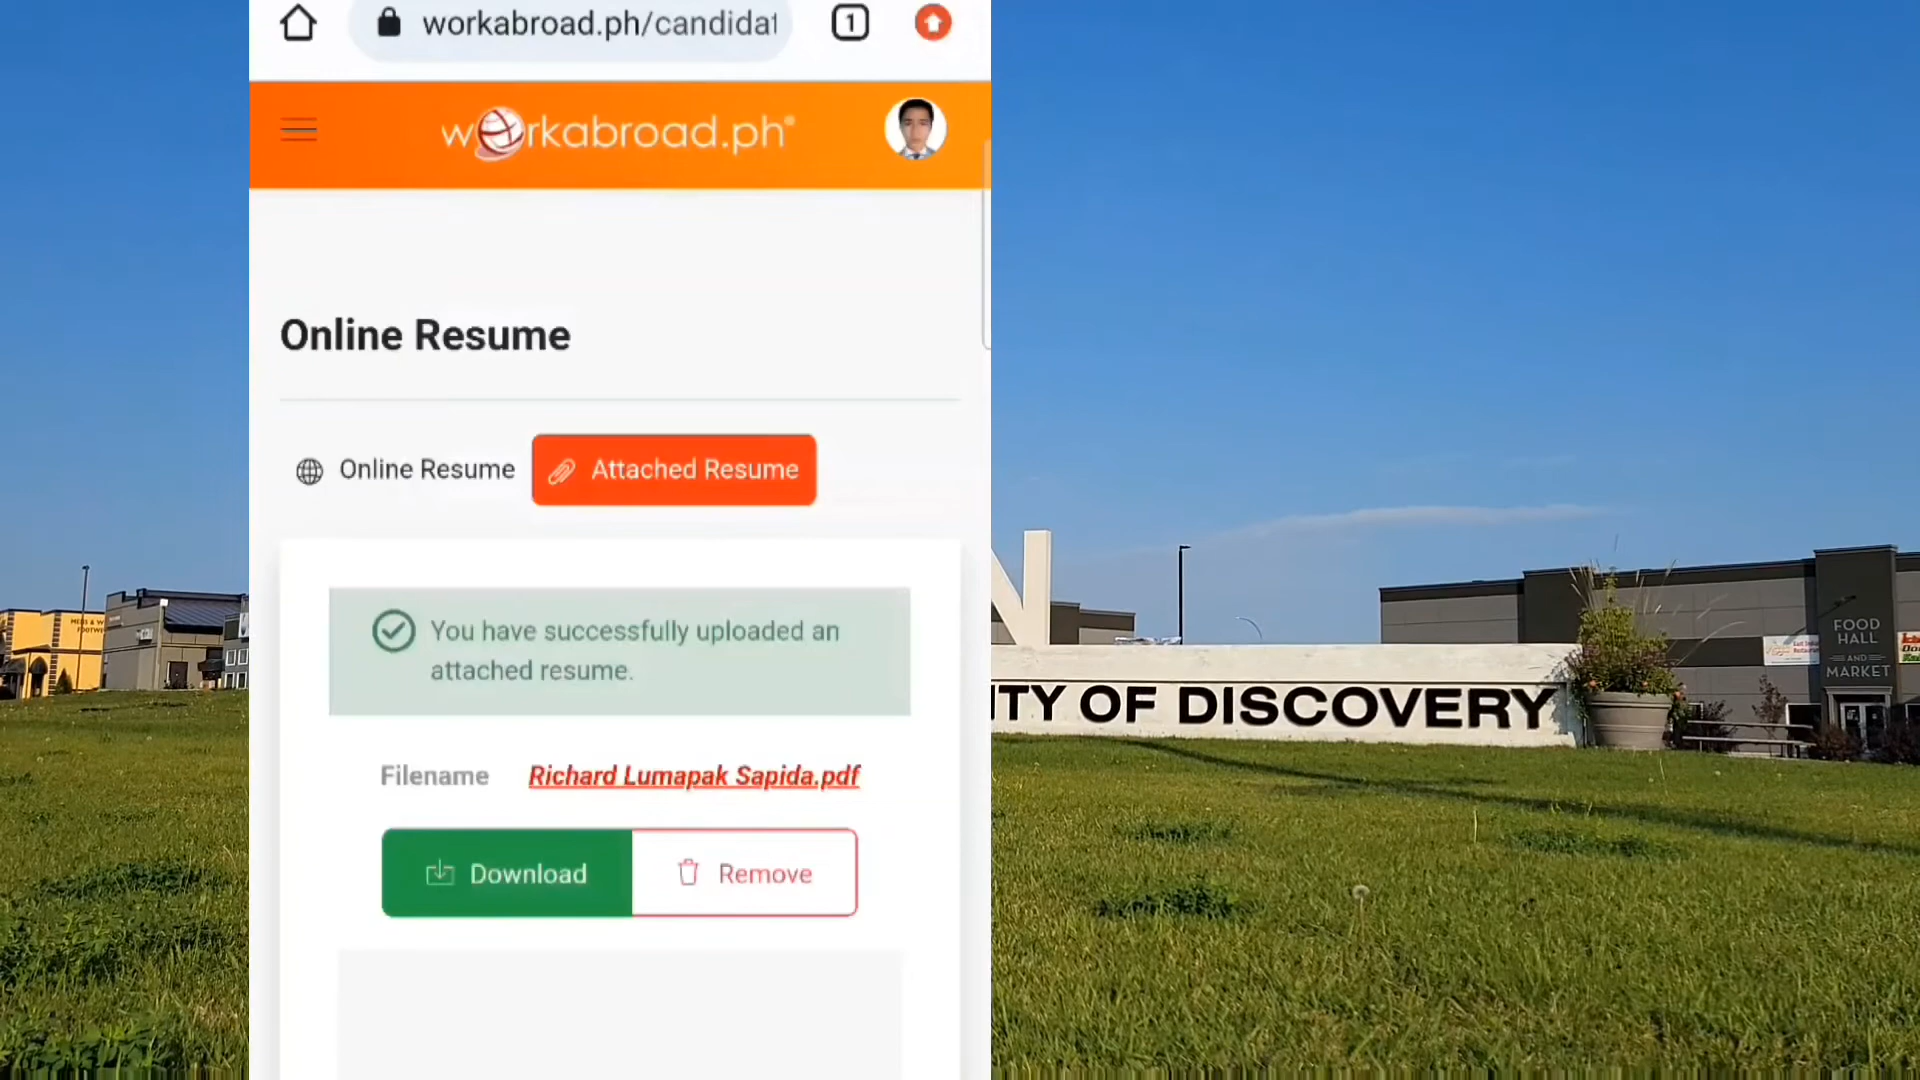 workabroad.ph/candidat
1
workabroad.ph
Online Resume
Online Resume
Attached Resume
You have successfully uploaded an
attached resume.
Filename
Richard Lumapak Sapida.pdf
Download
Remove
ITY OF DISCOVERY
FOOD
HALL
AND
MARKET